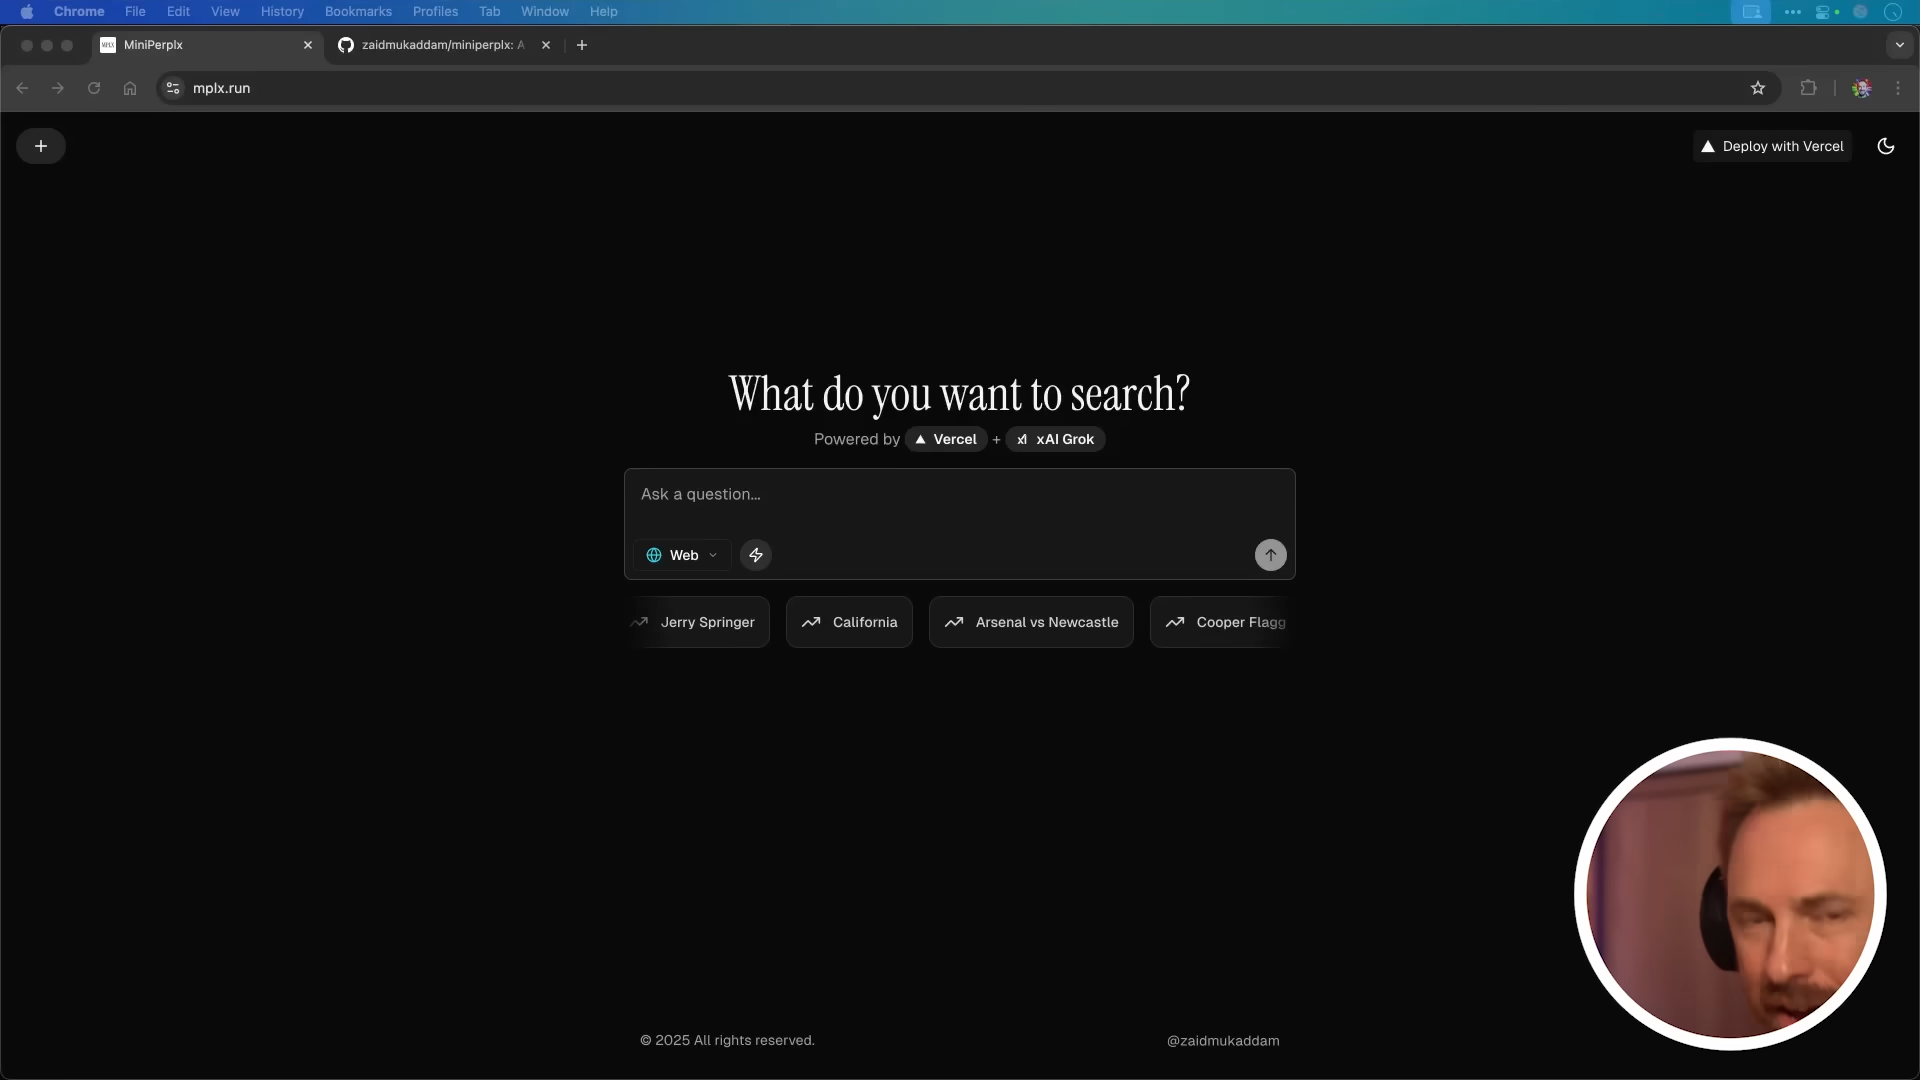 Chrome File Edit View History Bookmarks Profiles Tab Window Help
MiniPerplx
zaidmukaddam/miniperplx: A
mplx.run
Deploy with Vercel
What do you want to search?
Powered by Vercel + xAI Grok
Ask a question...
Web
Jerry Springer
California
Arsenal vs Newcastle
Cooper Flagg
© 2025 All rights reserved.
@zaidmukaddam